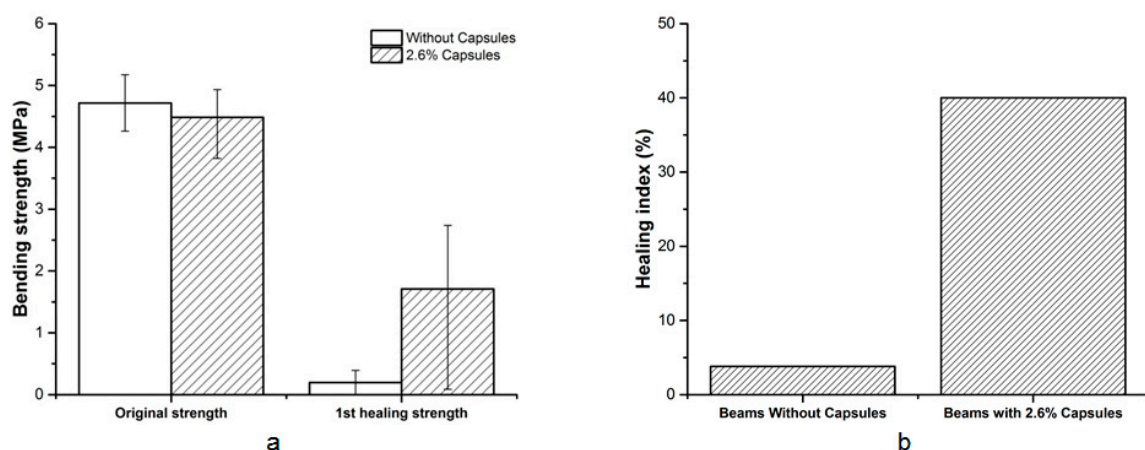 Bending strength (MPa)
6
5
4
3
2
1
0
Without Capsules
2.6% Capsules
Original strength
1st healing strength
a
Healing index (%)
50
40
30
20
10
0
Beams Without Capsules
Beams with 2.6% Capsules
b